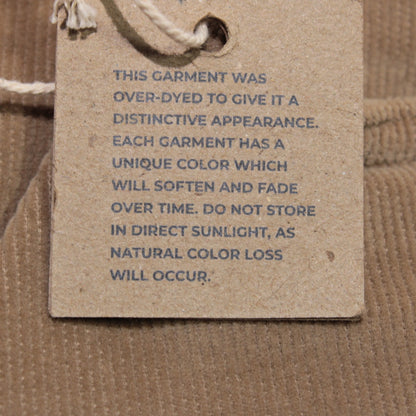 THIS GARMENT WAS
OVER-DYED TO GIVE IT A
DISTINCTIVE APPEARANCE.
EACH GARMENT HAS A
UNIQUE COLOR WHICH
WILL SOFTEN AND FADE
OVER TIME. DO NOT STORE
IN DIRECT SUNLIGHT, AS
NATURAL COLOR LOSS
WILL OCCUR.